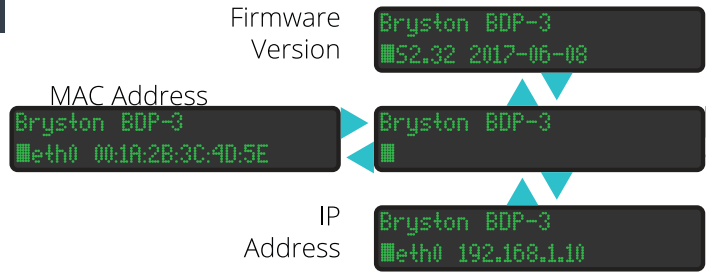 Firmware
Version
Bryston BDP-3
S2.32 2017-06-08
MAC Address
Bryston BDP-3
eth0 00:1A:2B:3C:4D:5E
Bryston BDP-3
IP
Address
Bryston BDP-3
eth0 192.168.1.10